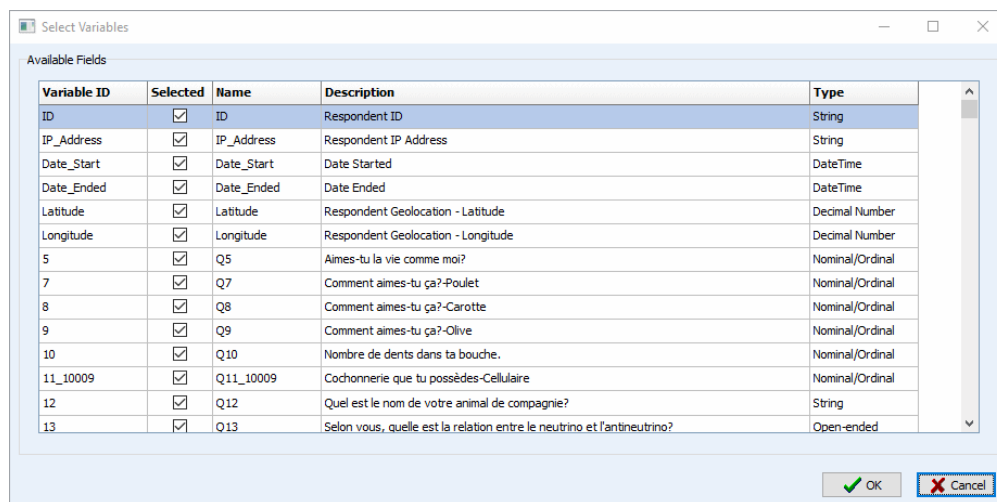 Select Variables
Available Fields
Variable ID Selected Name Description Type
ID ID Respondent ID String
IP_Address IP_Address Respondent IP Address String
Date_Start Date_Start Date Started DateTime
Date_Ended Date_Ended Date Ended DateTime
Latitude Latitude Respondent Geolocation - Latitude Decimal Number
Longitude Longitude Respondent Geolocation - Longitude Decimal Number
5 Q5 Aimes-tu la vie comme moi? Nominal/Ordinal
7 Q7 Comment aimes-tu ça?-Poulet Nominal/Ordinal
8 Q8 Comment aimes-tu ça?-Carotte Nominal/Ordinal
9 Q9 Comment aimes-tu ça?-Olive Nominal/Ordinal
10 Q10 Nombre de dents dans ta bouche. Nominal/Ordinal
11_10009 Q11_10009 Cochonnerie que tu possèdes-Cellulaire Nominal/Ordinal
12 Q12 Quel est le nom de votre animal de compagnie? String
13 Q13 Selon vous, quelle est la relation entre le neutrino et l'antineutrino? Open-ended
OK Cancel